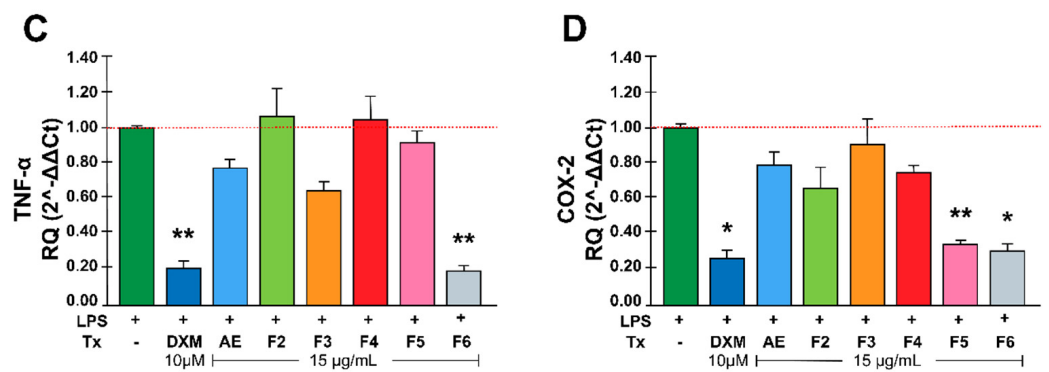 C
TNF-α
RQ (2^-ΔΔCt)
1.40
1.20
1.00
0.80
0.60
0.40
0.20
0.00
** **
LPS + + + + + + + +
Tx - DXM AE F2 F3 F4 F5 F6
10µM 15 µg/mL
D
COX-2
RQ (2^-ΔΔCt)
1.40
1.20
1.00
0.80
0.60
0.40
0.20
0.00
* ** *
LPS + + + + + + + +
Tx - DXM AE F2 F3 F4 F5 F6
10µM 15 µg/mL